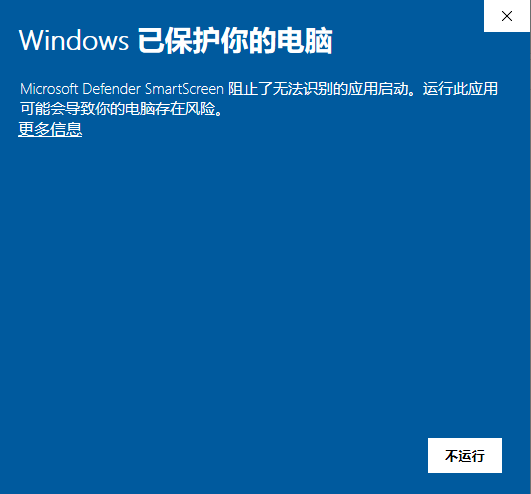 Windows 已保护你的电脑
Microsoft Defender SmartScreen 阻止了无法识别的应用启动。运行此应用
可能会导致你的电脑存在风险。
更多信息
不运行